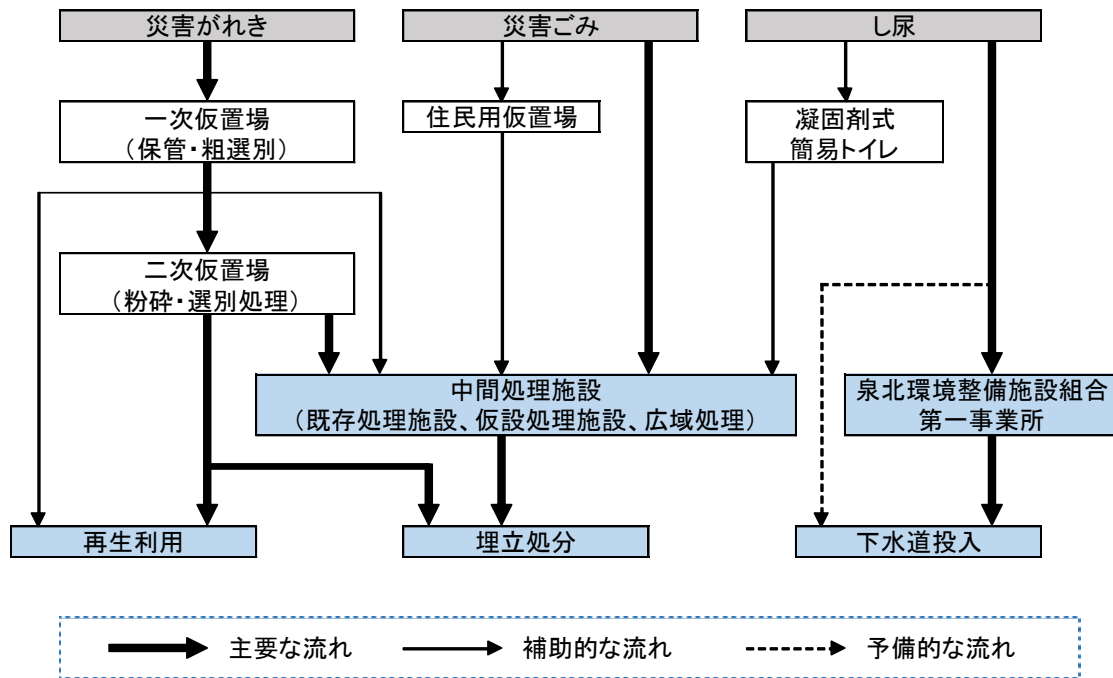 災害がれき
災害ごみ
し尿
一次仮置場
（保管・粗選別）
住民用仮置場
凝固剤式
簡易トイレ
二次仮置場
（粉砕・選別処理）
中間処理施設
（既存処理施設、仮設処理施設、広域処理）
泉北環境整備施設組合
第一事業所
再生利用
埋立処分
下水道投入
主要な流れ
補助的な流れ
予備的な流れ